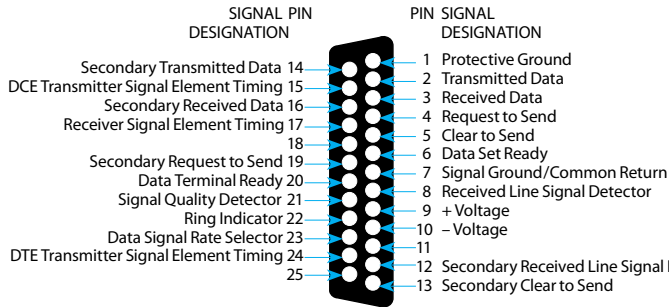 SIGNAL PIN
DESIGNATION
Secondary Transmitted Data 14
DCE Transmitter Signal Element Timing 15
Secondary Received Data 16
Receiver Signal Element Timing 17
18
Secondary Request to Send 19
Data Terminal Ready 20
Signal Quality Detector 21
Ring Indicator 22
Data Signal Rate Selector 23
DTE Transmitter Signal Element Timing 24
25
PIN SIGNAL
DESIGNATION
1 Protective Ground
2 Transmitted Data
3 Received Data
4 Request to Send
5 Clear to Send
6 Data Set Ready
7 Signal Ground/Common Return
8 Received Line Signal Detector
9 + Voltage
10 – Voltage
11
12 Secondary Received Line Signal
13 Secondary Clear to Send